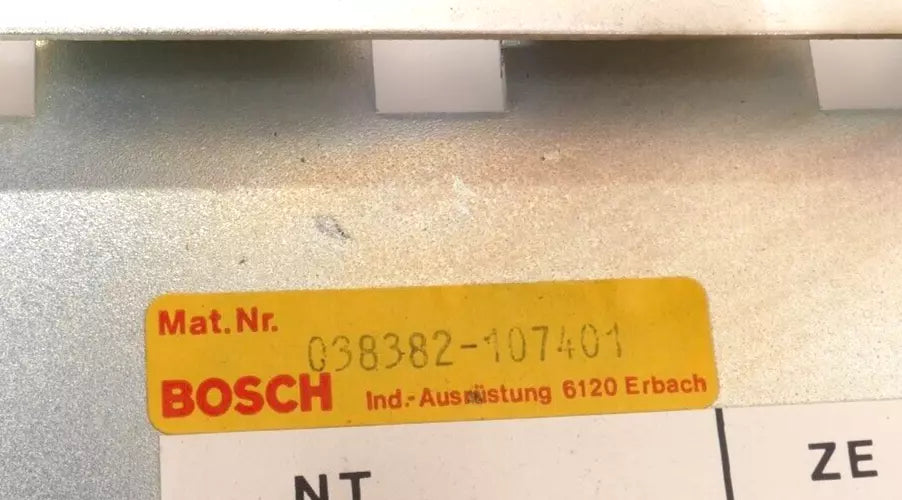 Mat.Nr.
038382-107401
BOSCH Ind.-Ausrüstung 6120 Erbach
NT ZE